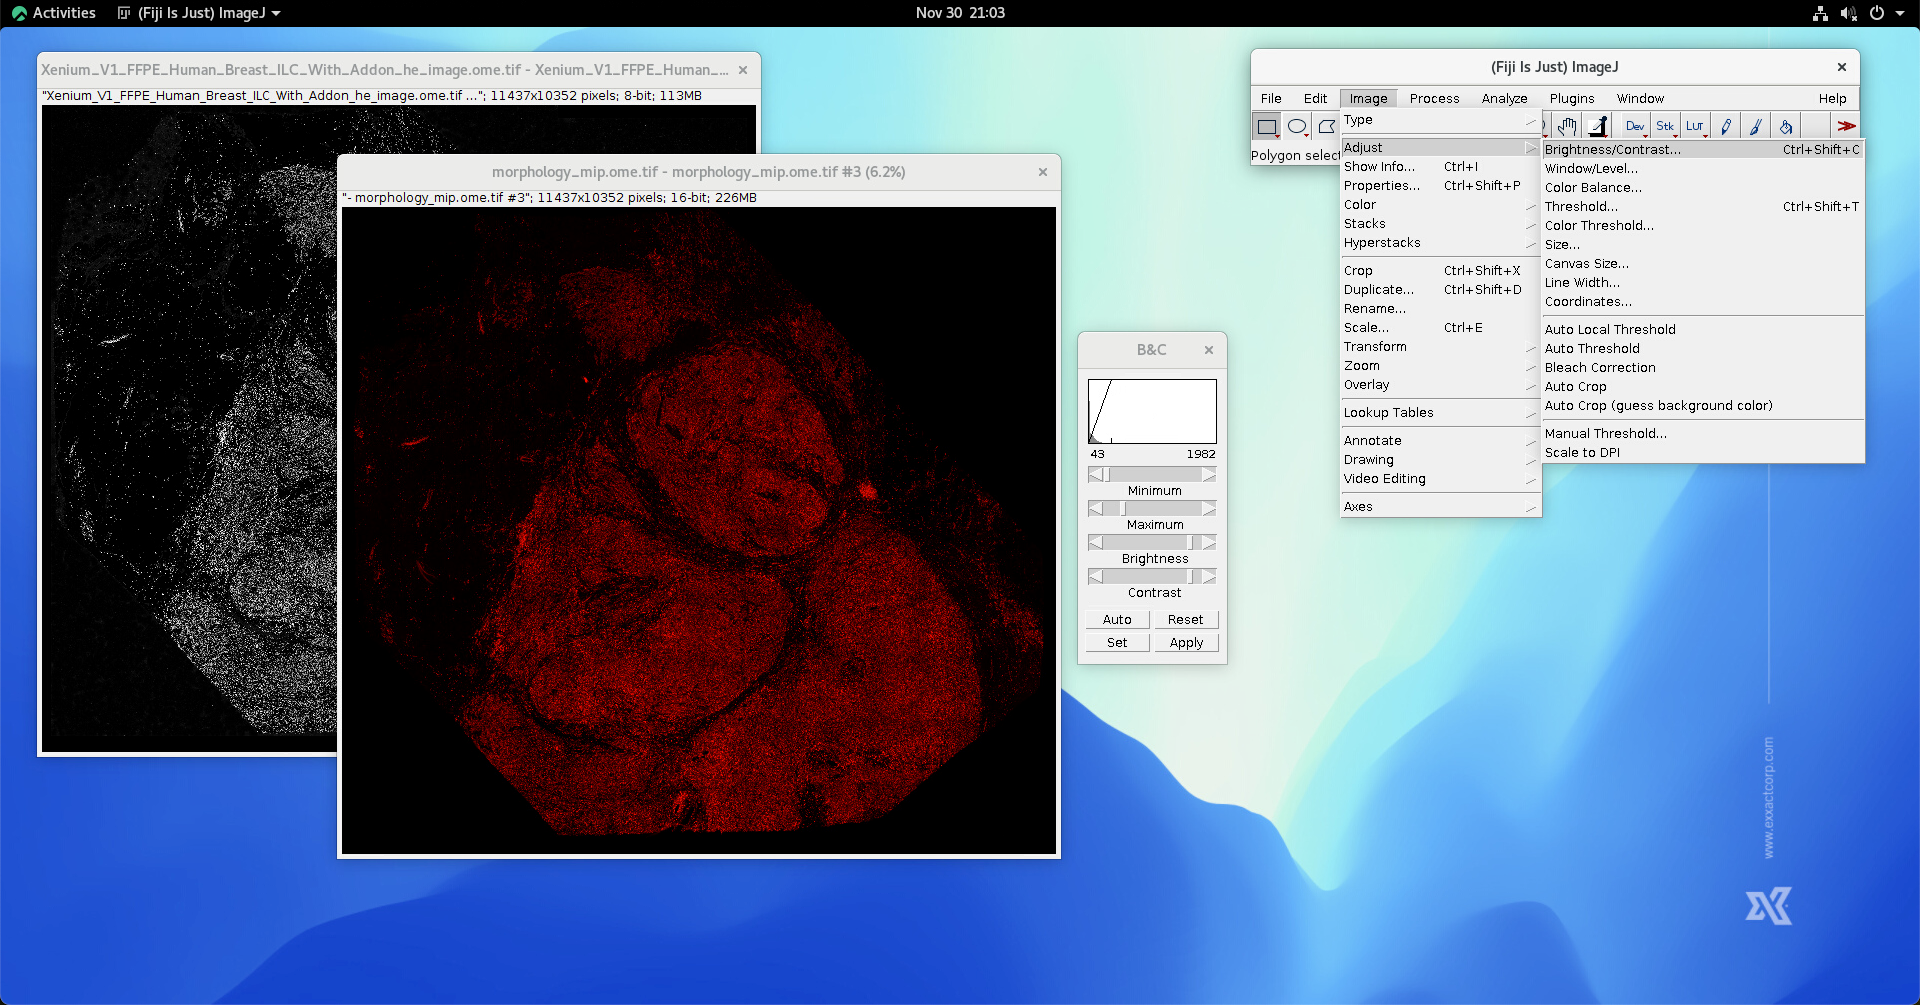 Activities (Fiji Is Just) ImageJ Nov 30 21:03
Xenium_V1_FFPE_Human_Breast_ILC_With_Addon_he_image.ome.tif - Xenium_V1_FFPE_Human_...
"Xenium_V1_FFPE_Human_Breast_ILC_With_Addon_he_image.ome.tif ..."; 11437x10352 pixels; 8-bit; 113MB
morphology_mip.ome.tif - morphology_mip.ome.tif #3 (6.2%)
"- morphology_mip.ome.tif #3"; 11437x10352 pixels; 16-bit; 226MB
B&C
43 1982
Minimum
Maximum
Brightness
Contrast
Auto Reset
Set Apply
(Fiji Is Just) ImageJ
File Edit Image Process Analyze Plugins Window Help
Dev Stk LUT
Polygon select
Type
Adjust
Show Info... Ctrl+I
Properties... Ctrl+Shift+P
Color
Stacks
Hyperstacks
Crop Ctrl+Shift+X
Duplicate... Ctrl+Shift+D
Rename...
Scale... Ctrl+E
Transform
Zoom
Overlay
Lookup Tables
Annotate
Drawing
Video Editing
Axes
Brightness/Contrast... Ctrl+Shift+C
Window/Level...
Color Balance...
Threshold... Ctrl+Shift+T
Color Threshold...
Size...
Canvas Size...
Line Width...
Coordinates...
Auto Local Threshold
Auto Threshold
Bleach Correction
Auto Crop
Auto Crop (guess background color)
Manual Threshold...
Scale to DPI
www.exxactcorp.com